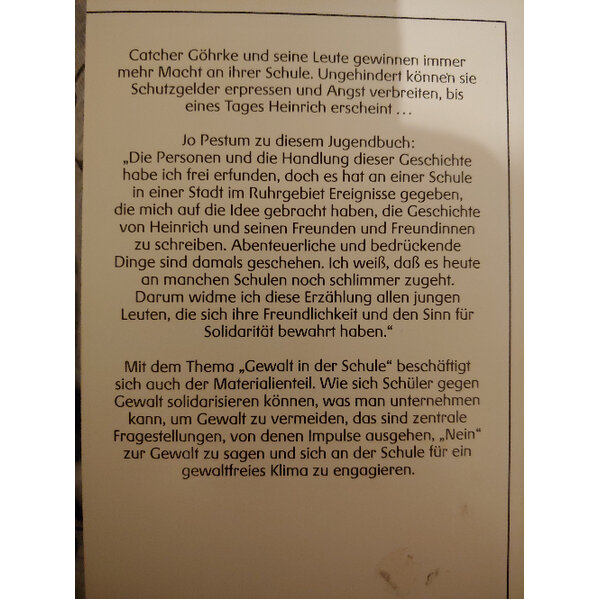 Catcher Göhrke und seine Leute gewinnen immer
mehr Macht an ihrer Schule. Ungehindert können sie
Schutzgelder erpressen und Angst verbreiten, bis
eines Tages Heinrich erscheint ...
Jo Pestum zu diesem Jugendbuch:
„Die Personen und die Handlung dieser Geschichte
habe ich frei erfunden, doch es hat an einer Schule
in einer Stadt im Ruhrgebiet Ereignisse gegeben,
die mich auf die Idee gebracht haben, die Geschichte
von Heinrich und seinen Freunden und Freundinnen
zu schreiben. Abenteuerliche und bedrückende
Dinge sind damals geschehen. Ich weiß, daß es heute
an manchen Schulen noch schlimmer zugeht.
Darum widme ich diese Erzählung allen jungen
Leuten, die sich ihre Freundlichkeit und den Sinn für
Solidarität bewahrt haben.“
Mit dem Thema „Gewalt in der Schule“ beschäftigt
sich auch der Materialienteil. Wie sich Schüler gegen
Gewalt solidarisieren können, was man unternehmen
kann, um Gewalt zu vermeiden, das sind zentrale
Fragestellungen, von denen Impulse ausgehen, „Nein“
zur Gewalt zu sagen und sich an der Schule für ein
gewaltfreies Klima zu engagieren.